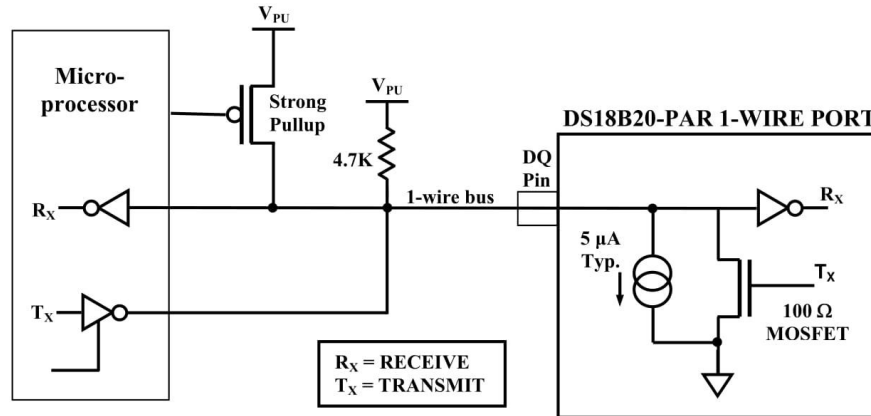 V_PU
Micro-
processor
Strong
Pullup
V_PU
4.7K
DS18B20-PAR 1-WIRE PORT
DQ
Pin
1-wire bus
R_X
R_X
5 µA
Typ.
T_X
100 Ω
MOSFET
T_X
R_X = RECEIVE
T_X = TRANSMIT